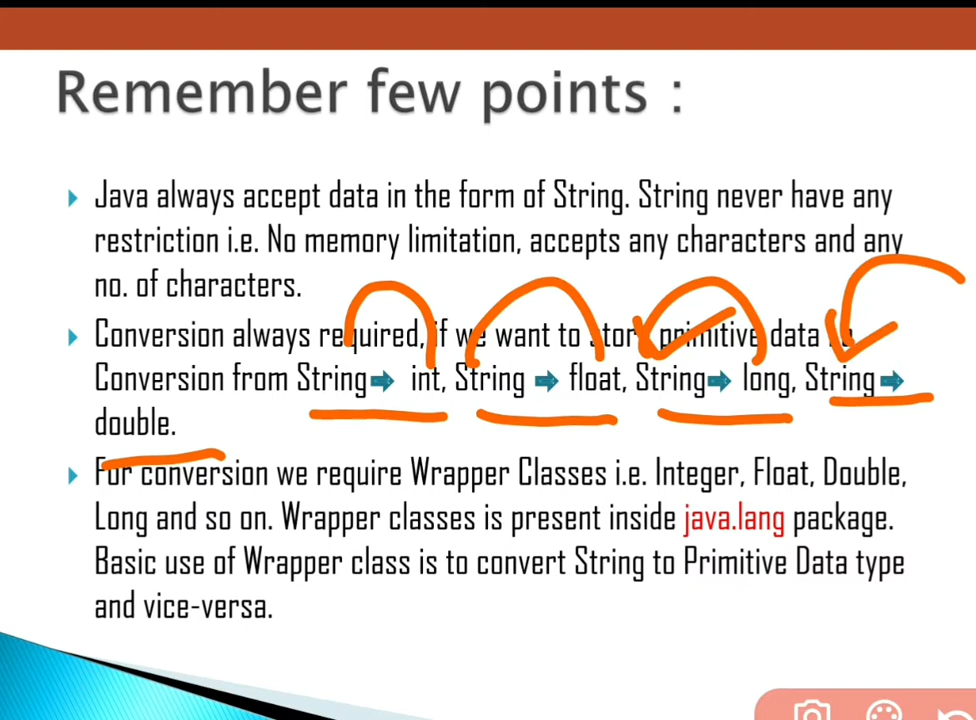 Remember few points :
Java always accept data in the form of String. String never have any
restriction i.e. No memory limitation, accepts any characters and any
no. of characters.
Conversion always required, if we want to store primitive data so
Conversion from String int, String float, String long, String
double.
For conversion we require Wrapper Classes i.e. Integer, Float, Double,
Long and so on. Wrapper classes is present inside java.lang package.
Basic use of Wrapper class is to convert String to Primitive Data type
and vice-versa.